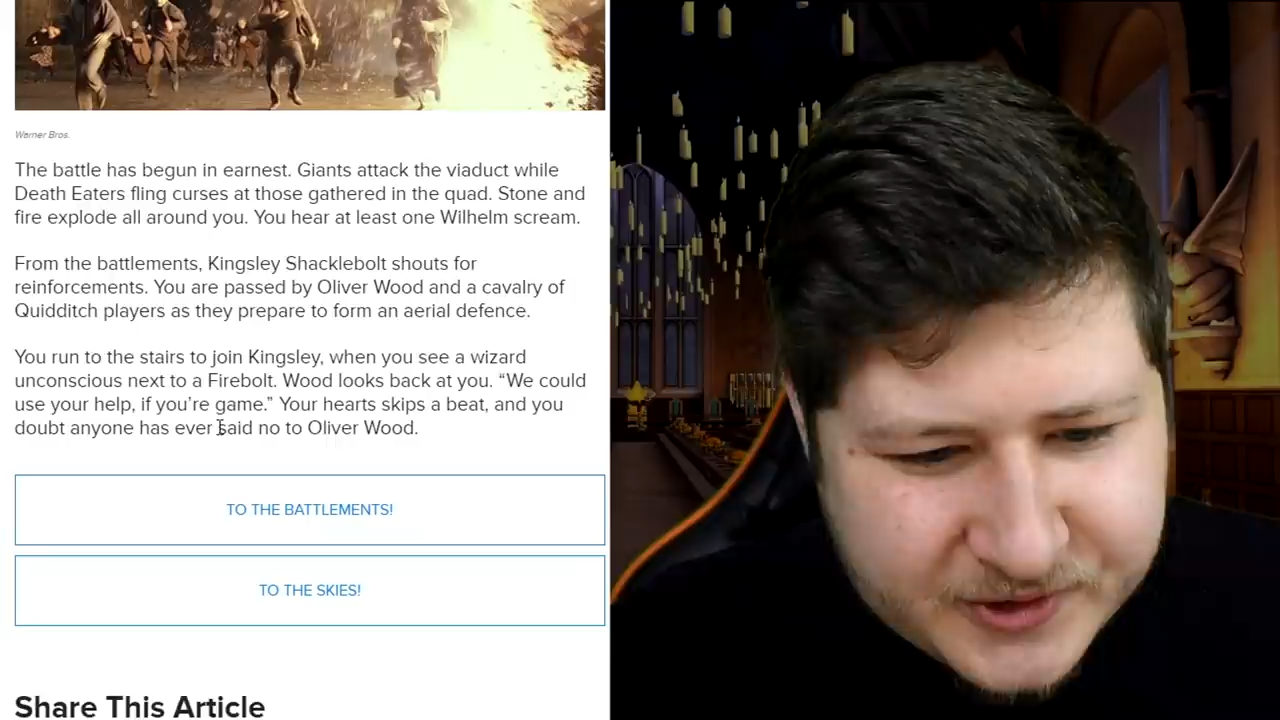 Warner Bros.
The battle has begun in earnest. Giants attack the viaduct while
Death Eaters fling curses at those gathered in the quad. Stone and
fire explode all around you. You hear at least one Wilhelm scream.
From the battlements, Kingsley Shacklebolt shouts for
reinforcements. You are passed by Oliver Wood and a cavalry of
Quidditch players as they prepare to form an aerial defence.
You run to the stairs to join Kingsley, when you see a wizard
unconscious next to a Firebolt. Wood looks back at you. “We could
use your help, if you’re game.” Your hearts skips a beat, and you
doubt anyone has ever said no to Oliver Wood.
TO THE BATTLEMENTS!
TO THE SKIES!
Share This Article